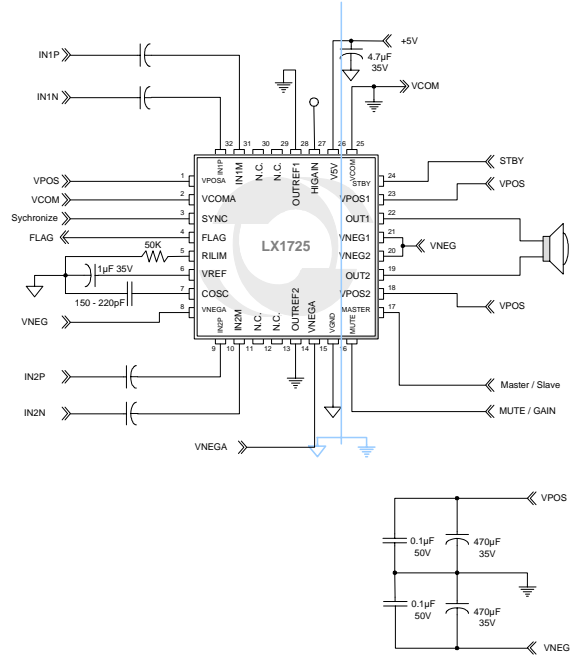 +5V
4.7µF
35V
IN1P
IN1N
VCOM
32 31 30 29 28 27 26 25
IN1P
IN1M
N.C.
N.C.
OUTREF1
HIGAIN
V5V
VCOM
VPOS 1 VPOSA
STBY 24 STBY
VCOM 2 VCOMA
VPOS1 23 VPOS
Sychronize 3 SYNC
OUT1 22
FLAG 4 FLAG
VNEG1 21
50K
5 RILIM
LX1725
VNEG2 20
VNEG
1µF 35V
6 VREF
OUT2 19
150 - 220pF
7 COSC
VPOS2 18 VPOS
VNEG 8 VNEGA
MASTER 17
IN2P
IN2M
N.C.
N.C.
OUTREF2
VNEGA
VGND
MUTE
9 10 11 12 13 14 15 6
IN2P
Master / Slave
IN2N
MUTE / GAIN
VNEGA
VPOS
0.1µF
50V
470µF
35V
0.1µF
50V
470µF
35V
VNEG